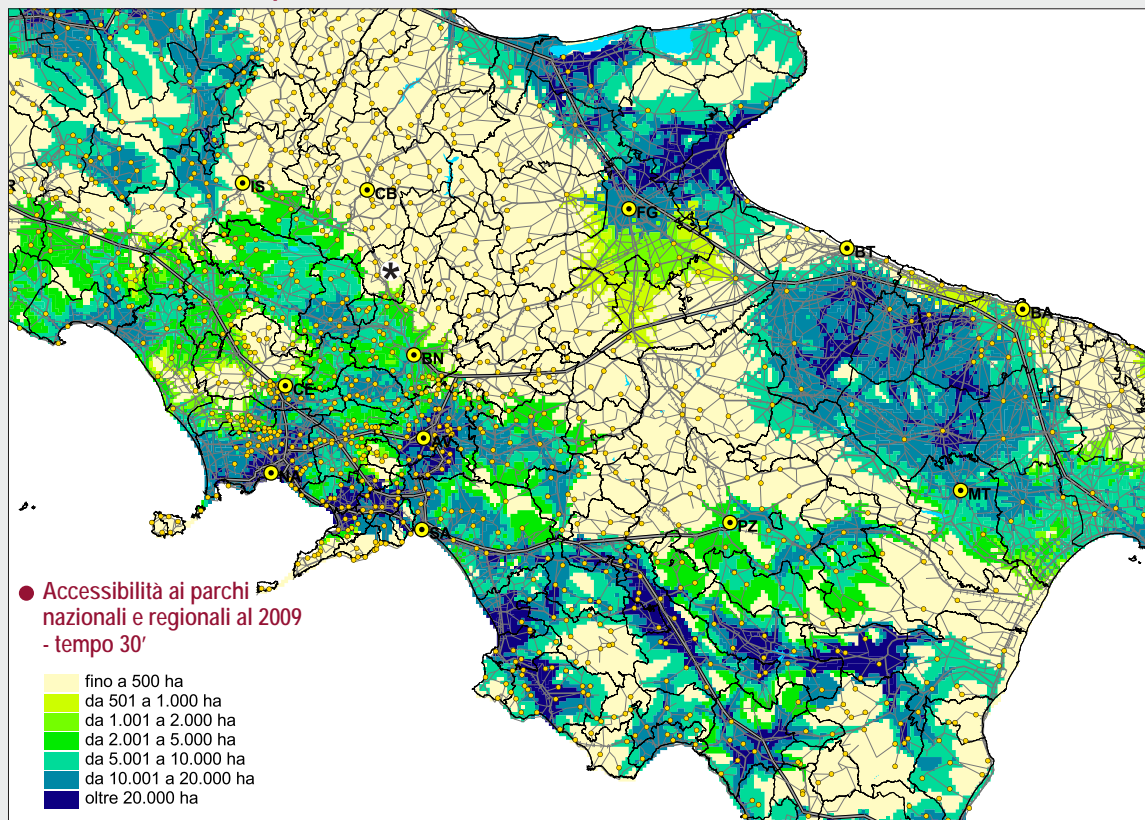 IS
CB
FG
BT
*
BA
BN
CE
AV
NA
MT
PZ
SA
● Accessibilità ai parchi
nazionali e regionali al 2009
- tempo 30′
fino a 500 ha
da 501 a 1.000 ha
da 1.001 a 2.000 ha
da 2.001 a 5.000 ha
da 5.001 a 10.000 ha
da 10.001 a 20.000 ha
oltre 20.000 ha